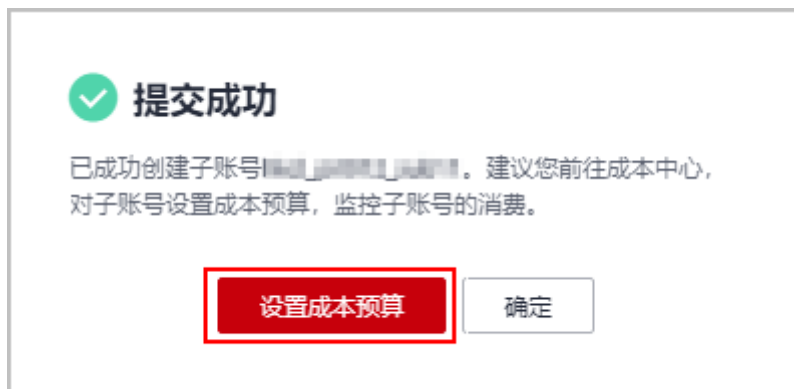 提交成功
已成功创建子账号。建议您前往成本中心，
对子账号设置成本预算，监控子账号的消费。
设置成本预算
确定